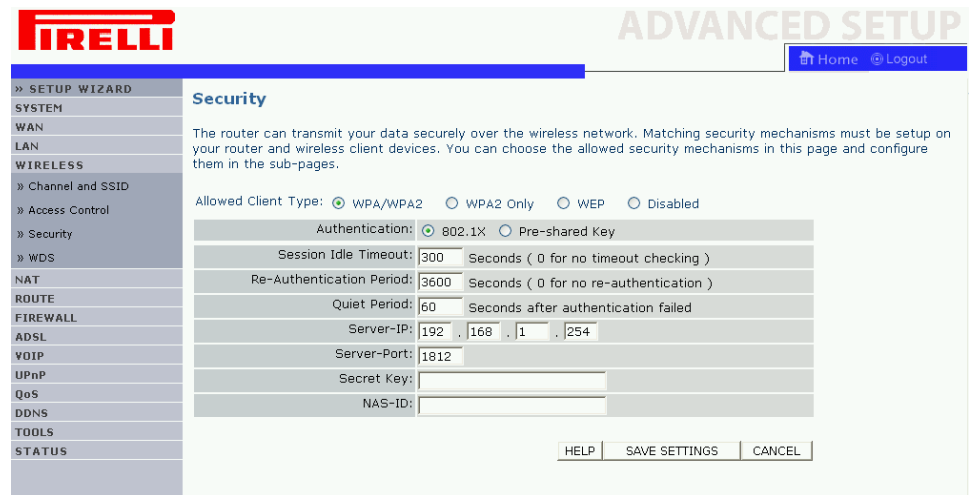 PIRELLI
ADVANCED SETUP
Home Logout
» SETUP WIZARD
SYSTEM
WAN
LAN
WIRELESS
» Channel and SSID
» Access Control
» Security
» WDS
NAT
ROUTE
FIREWALL
ADSL
VOIP
UPnP
QoS
DDNS
TOOLS
STATUS
Security
The router can transmit your data securely over the wireless network. Matching security mechanisms must be setup on
your router and wireless client devices. You can choose the allowed security mechanisms in this page and configure
them in the sub-pages.
Allowed Client Type: WPA/WPA2 WPA2 Only WEP Disabled
Authentication: 802.1X Pre-shared Key
Session Idle Timeout: 300 Seconds ( 0 for no timeout checking )
Re-Authentication Period: 3600 Seconds ( 0 for no re-authentication )
Quiet Period: 60 Seconds after authentication failed
Server-IP: 192 . 168 . 1 . 254
Server-Port: 1812
Secret Key:
NAS-ID:
HELP SAVE SETTINGS CANCEL